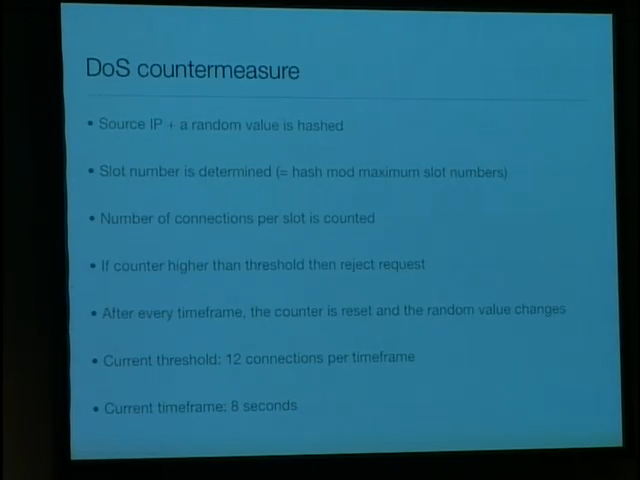 DoS countermeasure
• Source IP + a random value is hashed
• Slot number is determined (= hash mod maximum slot numbers)
• Number of connections per slot is counted
• If counter higher than threshold then reject request
• After every timeframe, the counter is reset and the random value changes
• Current threshold: 12 connections per timeframe
• Current timeframe: 8 seconds